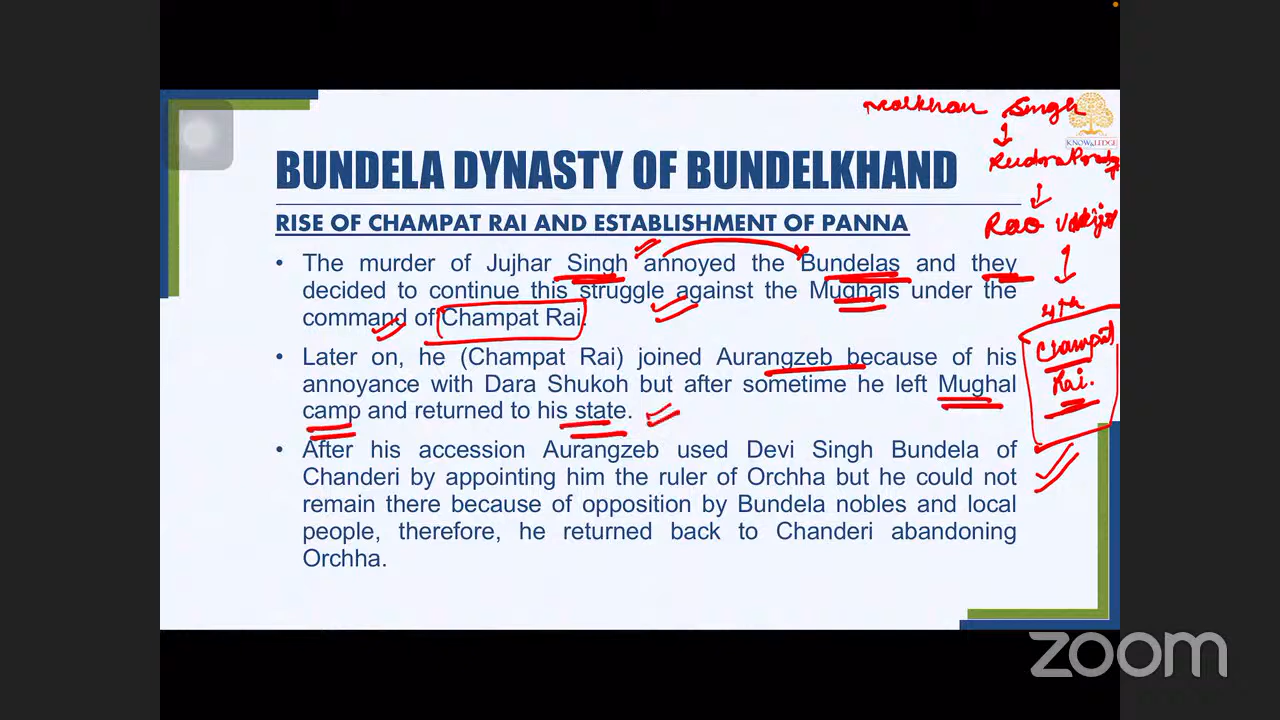 Malkhan Singh
KNOWLEDGE
BUNDELA DYNASTY OF BUNDELKHAND
Rudra
RISE OF CHAMPAT RAI AND ESTABLISHMENT OF PANNA
Rao
• The murder of Jujhar Singh annoyed the Bundelas and they
decided to continue this struggle against the Mughals under the
command of Champat Rai.
4th
Champat
Rai.
• Later on, he (Champat Rai) joined Aurangzeb because of his
annoyance with Dara Shukoh but after sometime he left Mughal
camp and returned to his state.
• After his accession Aurangzeb used Devi Singh Bundela of
Chanderi by appointing him the ruler of Orchha but he could not
remain there because of opposition by Bundela nobles and local
people, therefore, he returned back to Chanderi abandoning
Orchha.
zoom